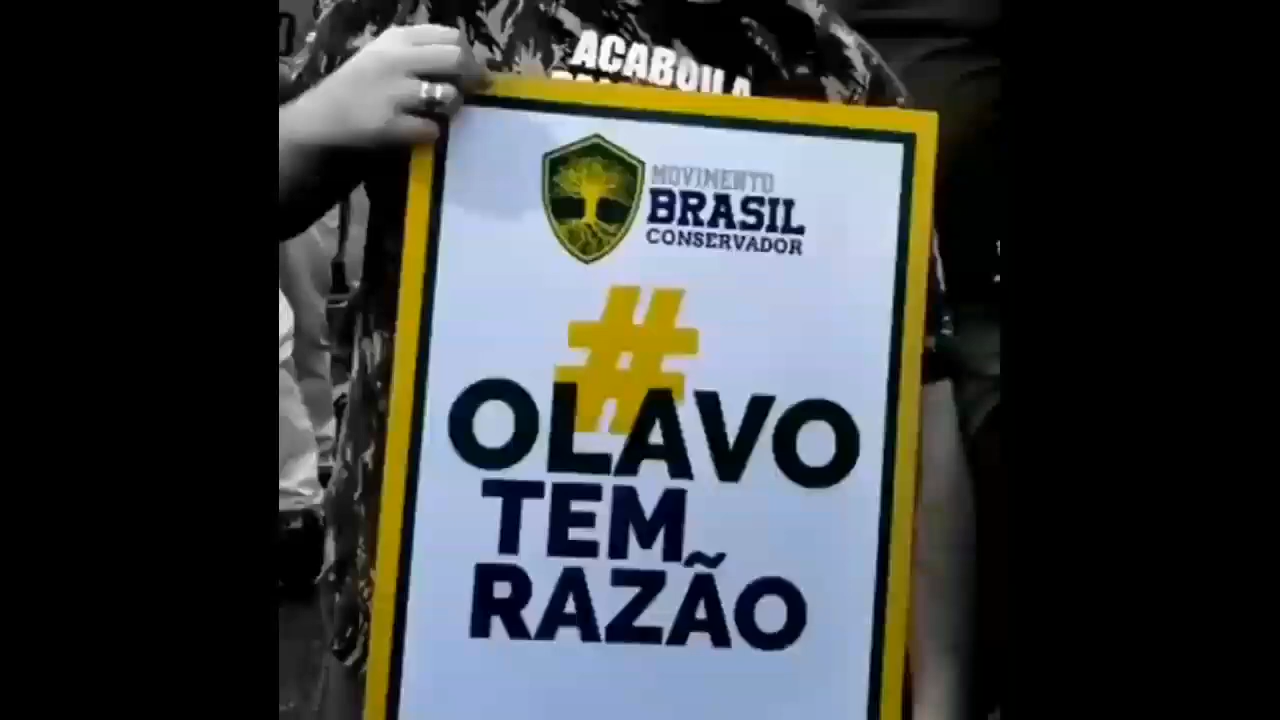 ACABOU A
MOVIMENTO
BRASIL
CONSERVADOR
#
OLAVO
TEM
RAZÃO